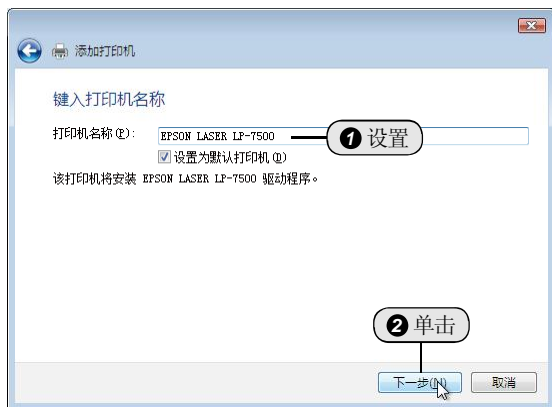 添加打印机
键入打印机名称
打印机名称(P): EPSON LASER LP-7500
❶ 设置
设置为默认打印机(D)
该打印机将安装 EPSON LASER LP-7500 驱动程序。
❷ 单击
下一步(N) 取消